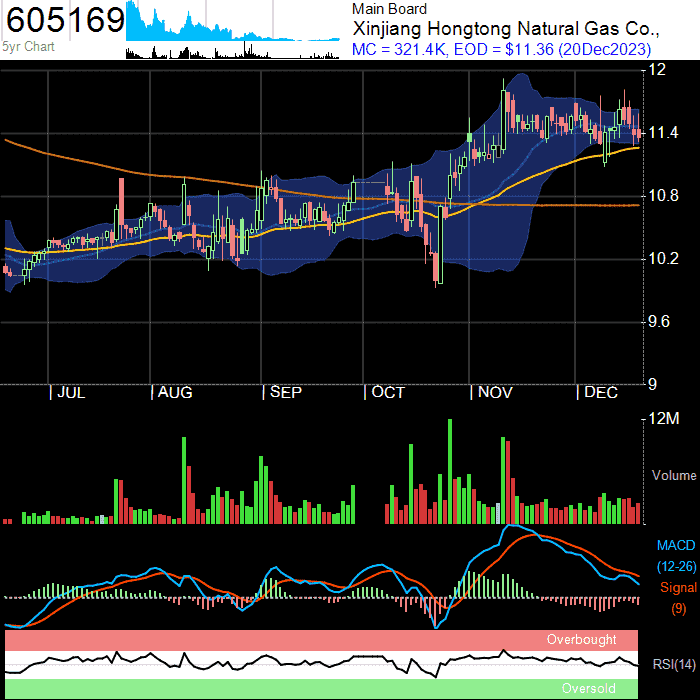 605169
5yr Chart
Main Board
Xinjiang Hongtong Natural Gas Co.,
MC = 321.4K, EOD = $11.36 (20Dec2023)
12
11.4
10.8
10.2
9.6
9
| JUL | AUG | SEP | OCT | NOV | DEC
12M
Volume
MACD
(12-26)
Signal
(9)
Overbought
RSI(14)
Oversold